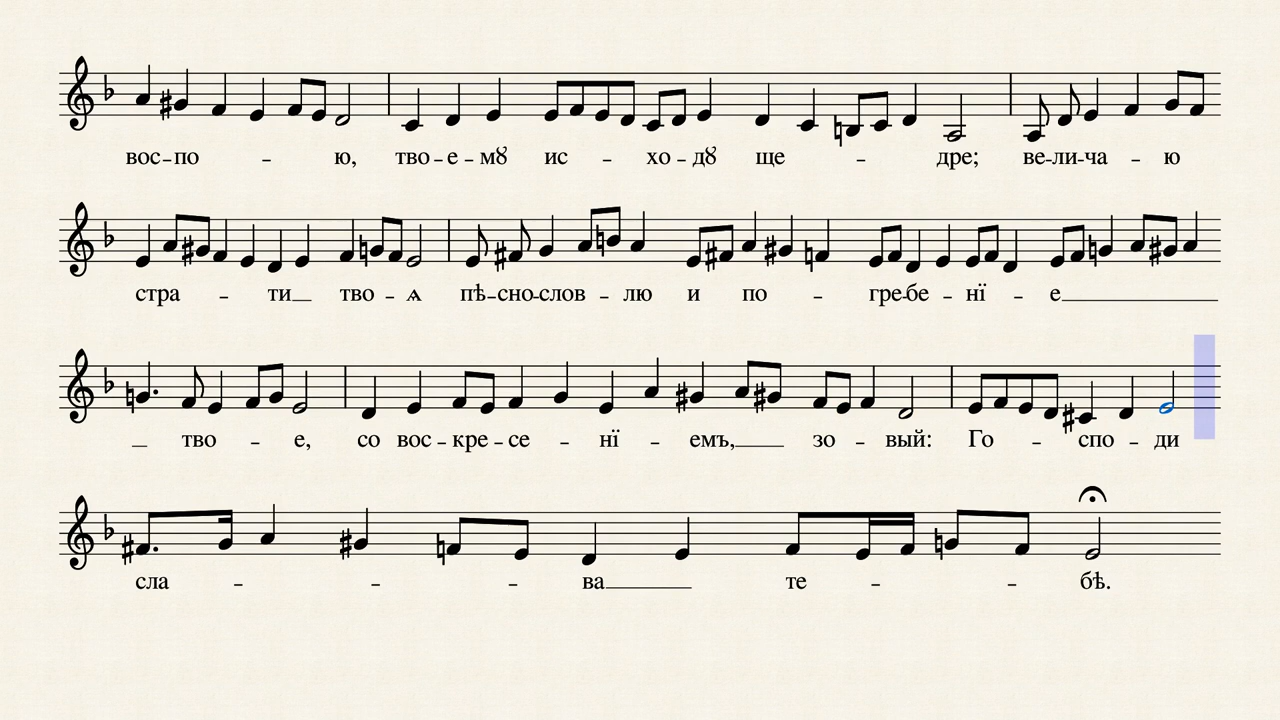 вос-по - ю, тво-е-мꙋ ис - хо-дꙋ ще - дре; ве-ли-ча - ю
стра - ти тво - ѧ пѣ-сно-слов - лю и по - гре-бе - нї - е
тво - е, со вос-кре-се - нї - емъ, зо - вый: Го - спо - ди
сла - - - ва те - - бѣ.